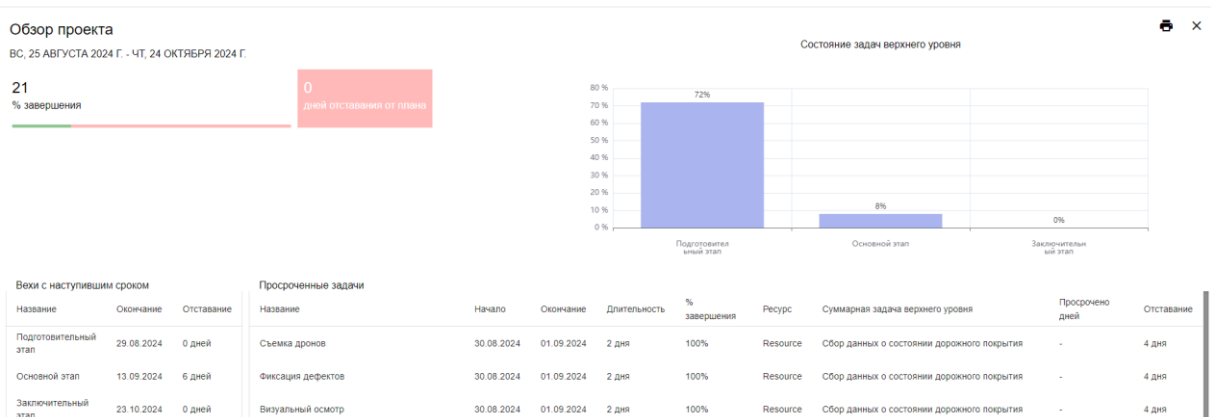 Обзор проекта
ВС, 25 АВГУСТА 2024 Г. - ЧТ, 24 ОКТЯБРЯ 2024 Г.
21
% завершения
0
дней отставания от плана
Состояние задач верхнего уровня
80 %
70 %
60 %
50 %
40 %
30 %
20 %
10 %
0 %
72%
8%
0%
Подготовител
ьный этап
Основной этап
Заключительн
ый этап
Вехи с наступившим сроком
Название Окончание Отставание
Подготовительный
этап 29.08.2024 0 дней
Основной этап 13.09.2024 6 дней
Заключительный
этап 23.10.2024 0 дней
Просроченные задачи
Название Начало Окончание Длительность %
завершения Ресурс Суммарная задача верхнего уровня Просрочено
дней Отставание
Съемка дронов 30.08.2024 01.09.2024 2 дня 100% Resource Сбор данных о состоянии дорожного покрытия - 4 дня
Фиксация дефектов 30.08.2024 01.09.2024 2 дня 100% Resource Сбор данных о состоянии дорожного покрытия - 4 дня
Визуальный осмотр 30.08.2024 01.09.2024 2 дня 100% Resource Сбор данных о состоянии дорожного покрытия - 4 дня